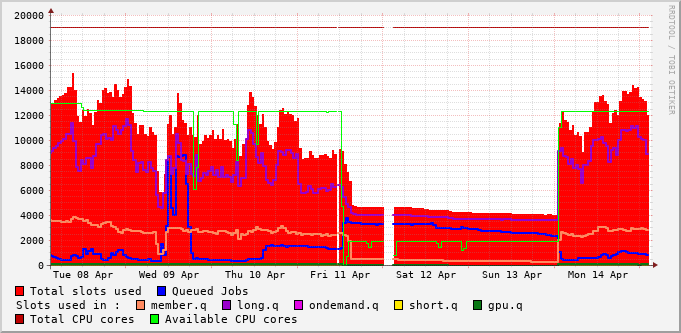 RRDTOOL / TOBI OETIKER
20000
18000
16000
14000
12000
10000
8000
6000
4000
2000
0
Tue 08 Apr Wed 09 Apr Thu 10 Apr Fri 11 Apr Sat 12 Apr Sun 13 Apr Mon 14 Apr
Total slots used Queued Jobs
Slots used in : member.q long.q ondemand.q short.q gpu.q
Total CPU cores Available CPU cores